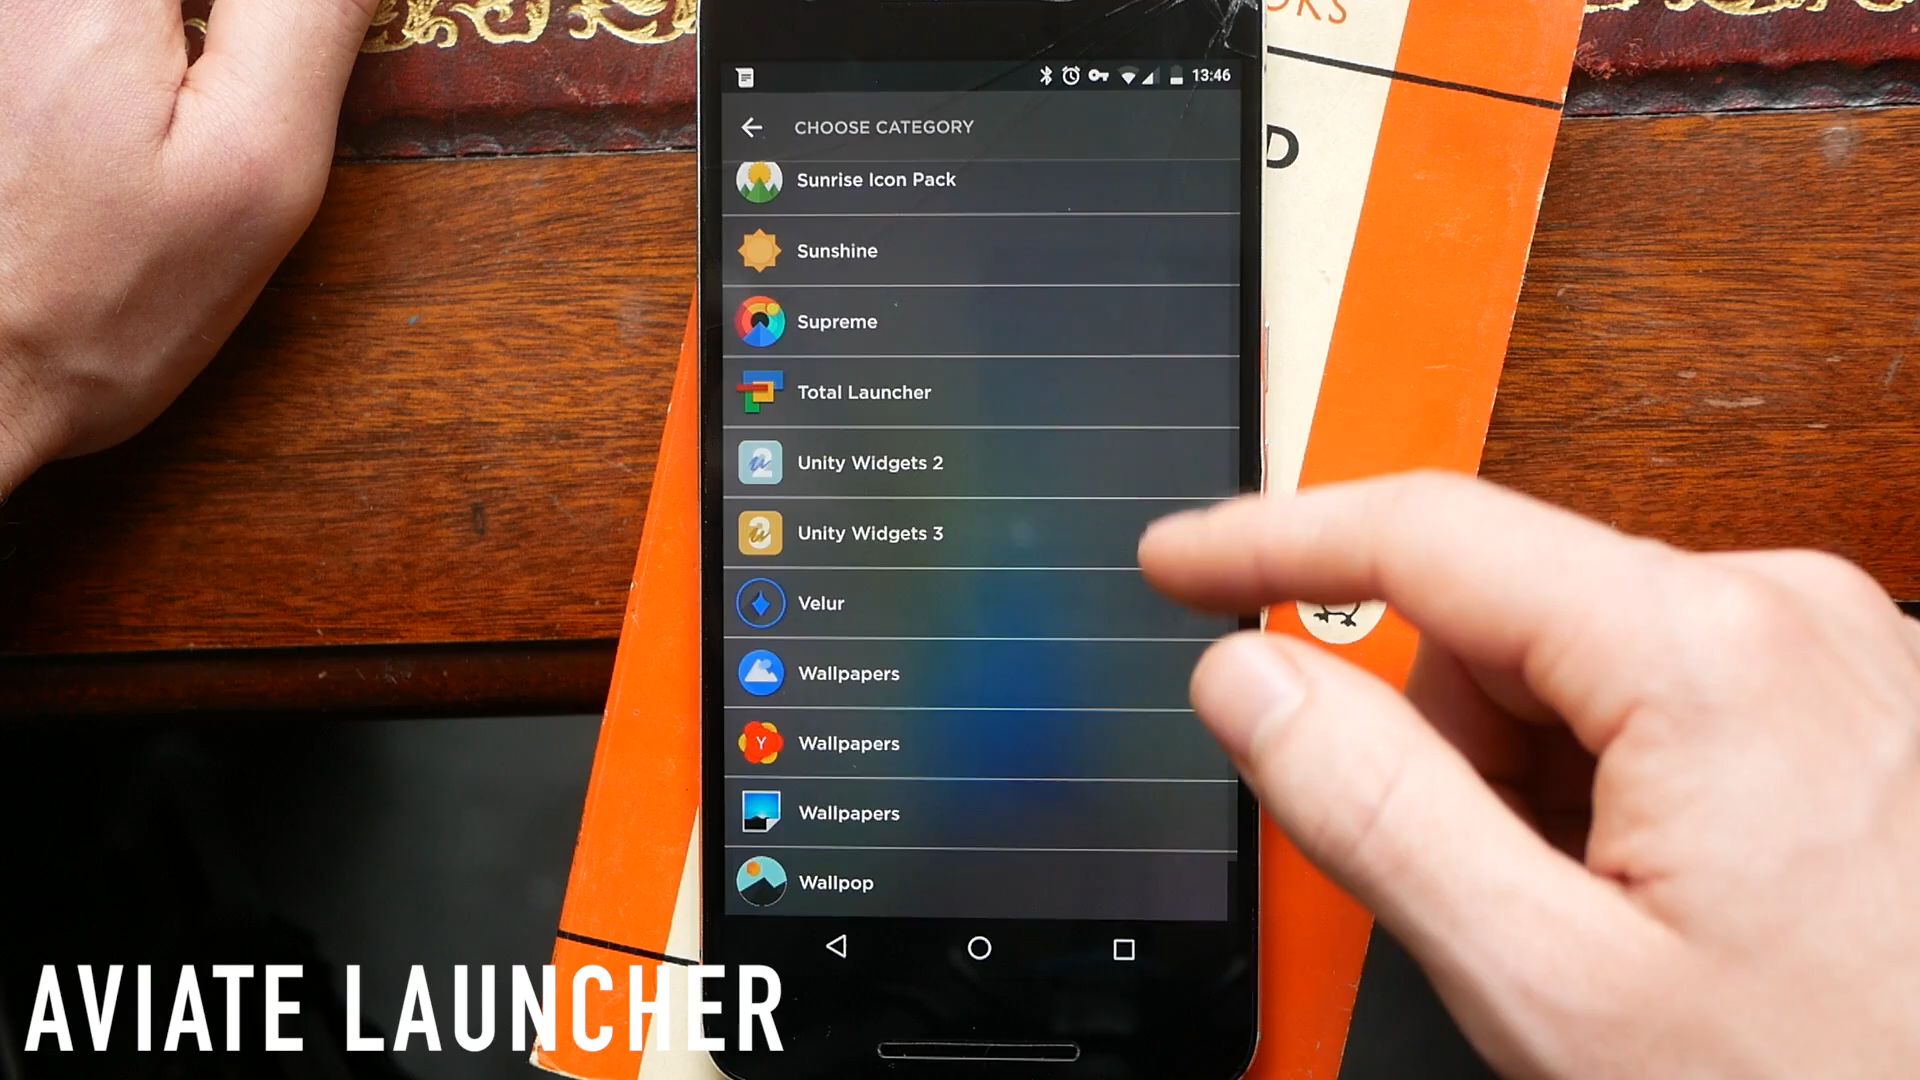 OKS
D
13:46
CHOOSE CATEGORY
Sunrise Icon Pack
Sunshine
Supreme
Total Launcher
Unity Widgets 2
Unity Widgets 3
Velur
Wallpapers
Y
Wallpapers
Wallpapers
Wallpop
AVIATE LAUNCHER